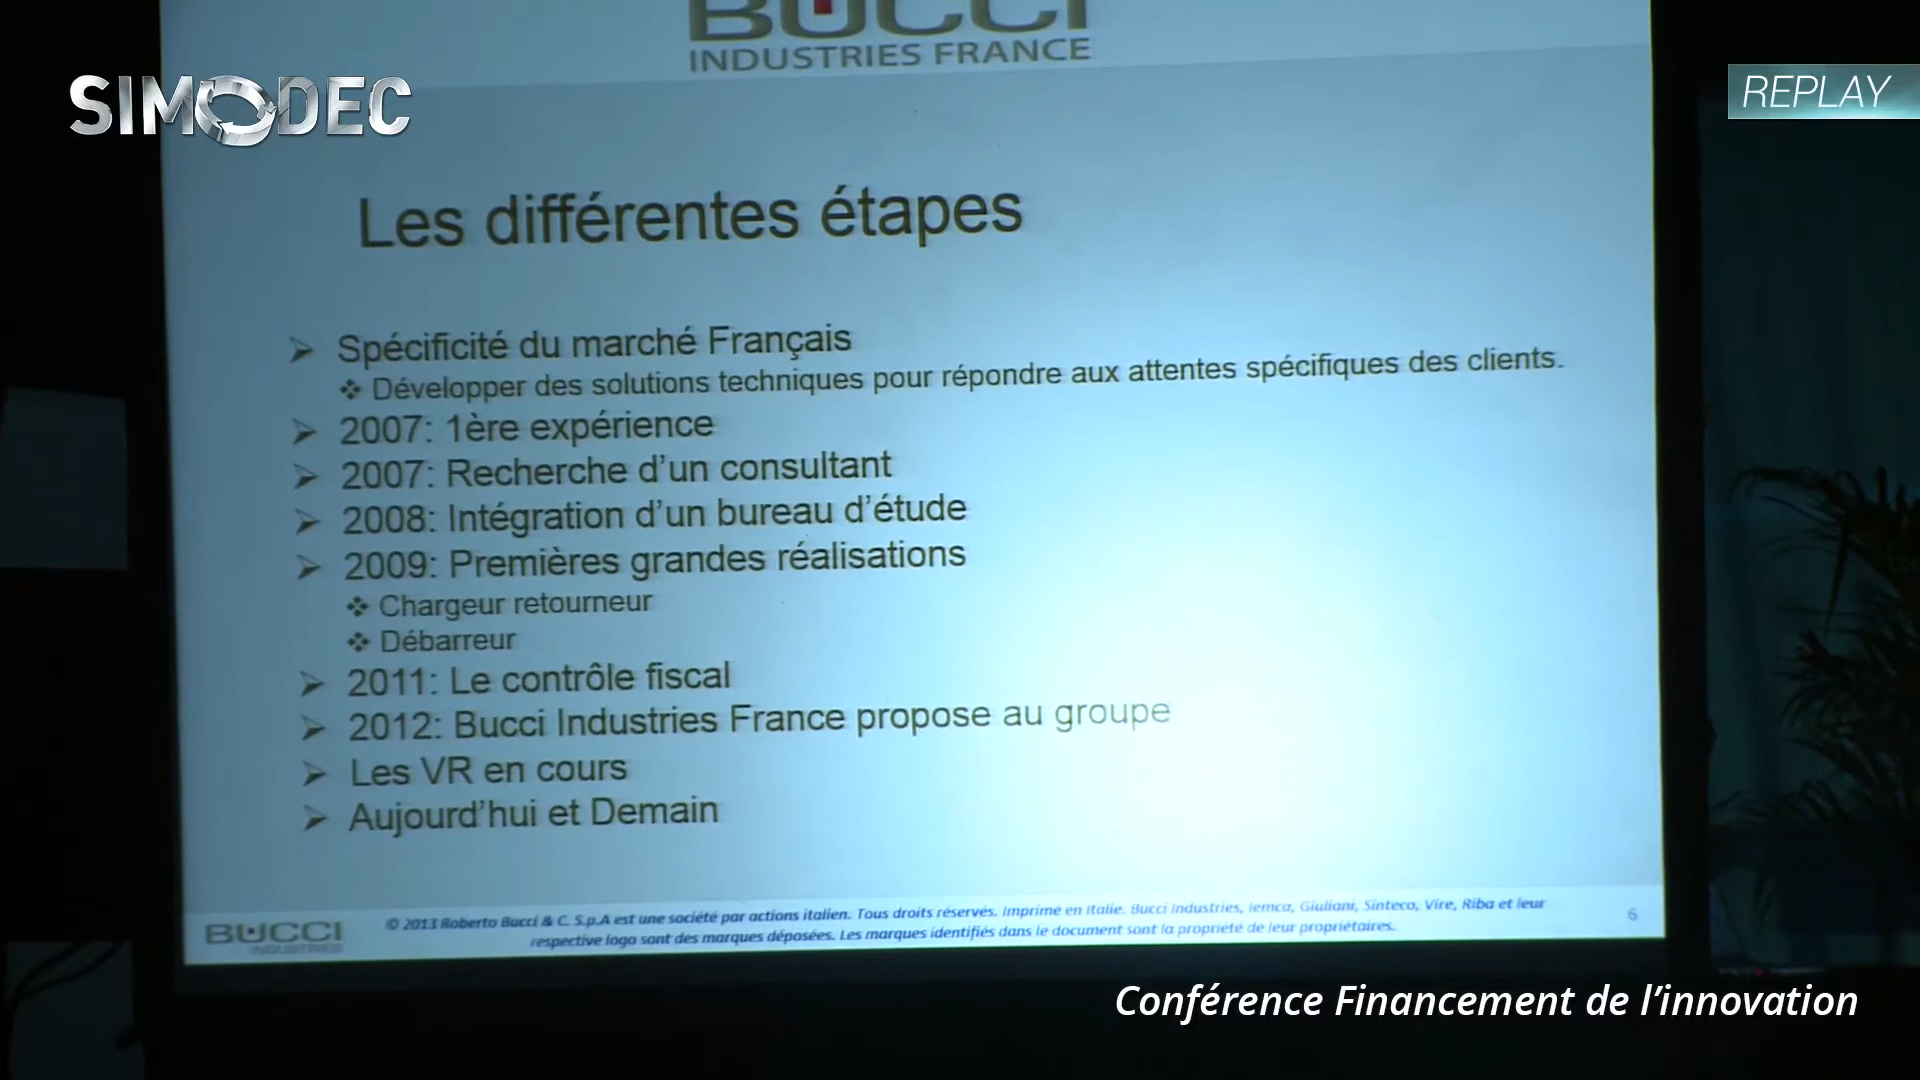 BUCCI
INDUSTRIES FRANCE
SIMODEC
REPLAY
Les différentes étapes
Spécificité du marché Français
Développer des solutions techniques pour répondre aux attentes spécifiques des clients.
2007: 1ère expérience
2007: Recherche d'un consultant
2008: Intégration d'un bureau d'étude
2009: Premières grandes réalisations
Chargeur retourneur
Débarreur
2011: Le contrôle fiscal
2012: Bucci Industries France propose au groupe
Les VR en cours
Aujourd'hui et Demain
BUCCI
INDUSTRIES
© 2013 Roberto Bucci & C. S.p.A est une société par actions italien. Tous droits réservés. Imprimé en Italie. Bucci Industries, Iemca, Giuliani, Sinteco, Vire, Riba et leur
respective logo sont des marques déposées. Les marques identifiés dans le document sont la propriété de leur propriétaires.
6
Conférence Financement de l'innovation